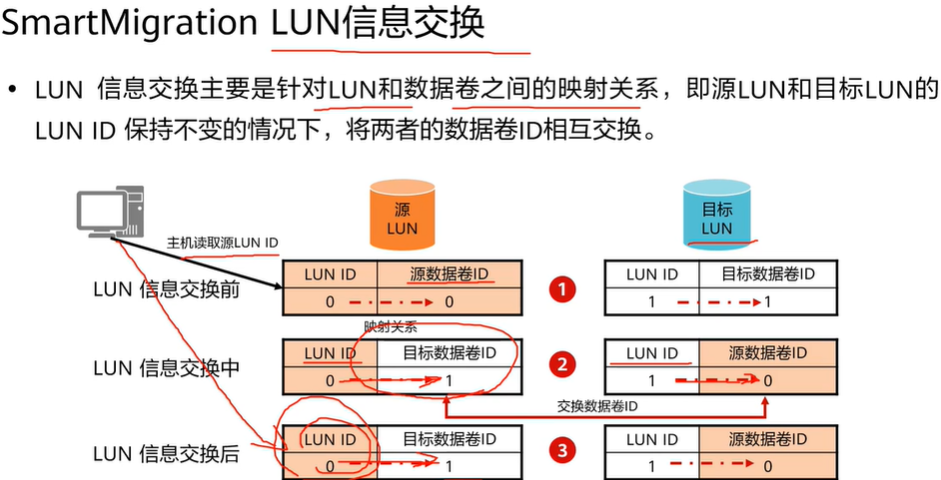 SmartMigration LUN信息交换
• LUN 信息交换主要是针对LUN和数据卷之间的映射关系，即源LUN和目标LUN的
LUN ID 保持不变的情况下，将两者的数据卷ID相互交换。
源
LUN
目标
LUN
主机读取源LUN ID
LUN 信息交换前
LUN ID 源数据卷ID
0 0
1
LUN ID 目标数据卷ID
1 1
映射关系
LUN 信息交换中
LUN ID 目标数据卷ID
0 1
2
LUN ID 源数据卷ID
1 0
交换数据卷ID
LUN 信息交换后
LUN ID 目标数据卷ID
0 1
3
LUN ID 源数据卷ID
1 0